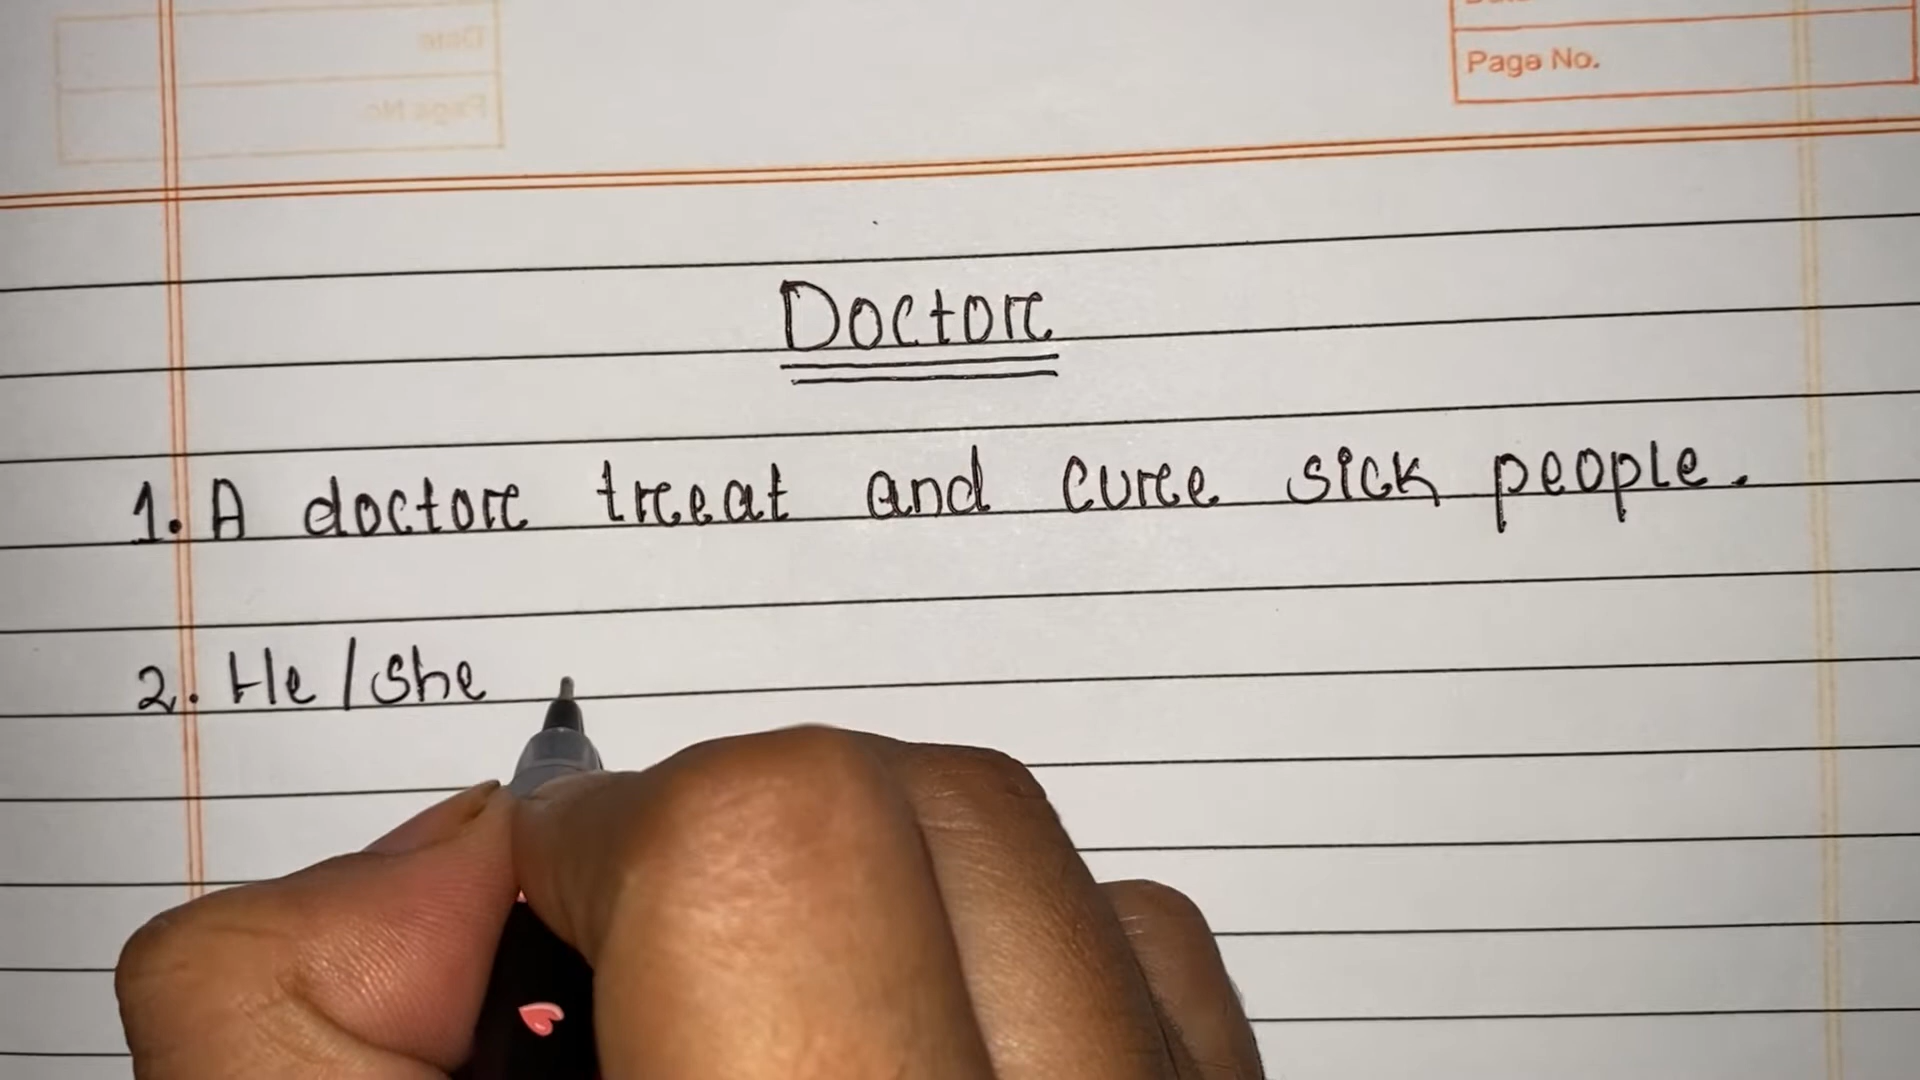 Page No.
Doctor
1. A doctor treat and cure sick people.
2. He/She